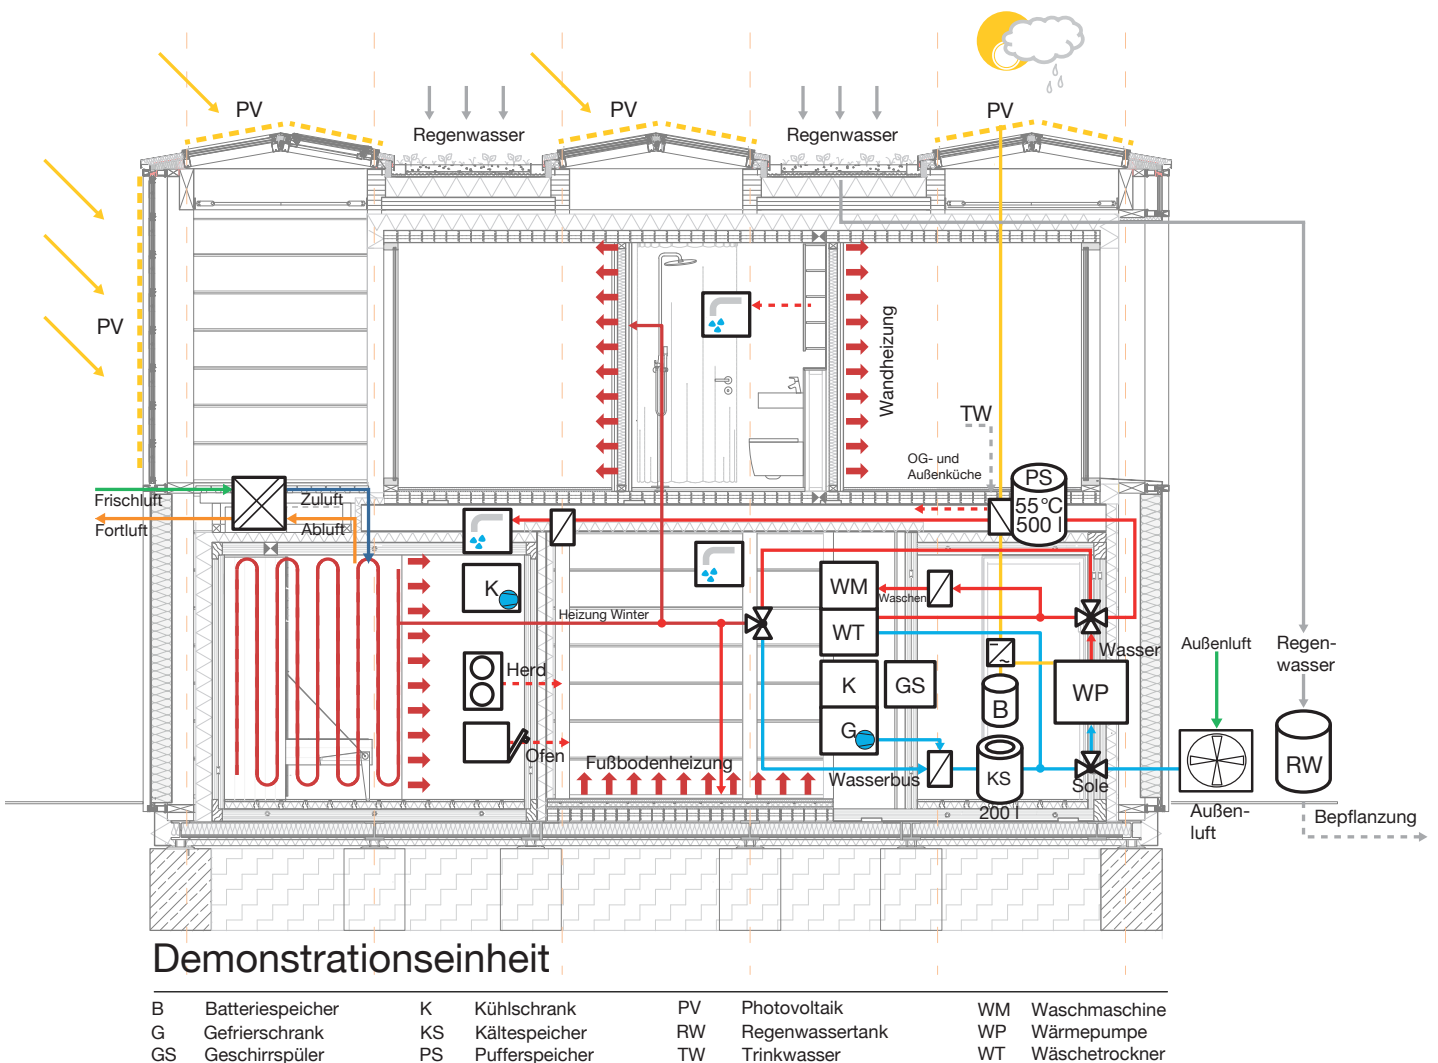 PV
PV
PV
Regenwasser
Regenwasser
PV
Wandheizung
TW
OG- und
Außenküche
PS
55°C
500 l
Frischluft
Zuluft
Fortluft
Abluft
K
WM
Waschen
WT
Heizung Winter
Wasser
Außenluft
Regen-
wasser
Herd
K
GS
WP
B
G
Ofen
Fußbodenheizung
Wasserbus
KS
Sole
RW
200 l
Außen-
luft
Bepflanzung
Demonstrationseinheit
B Batteriespeicher K Kühlschrank PV Photovoltaik WM Waschmaschine
G Gefrierschrank KS Kältespeicher RW Regenwassertank WP Wärmepumpe
GS Geschirrspüler PS Pufferspeicher TW Trinkwasser WT Wäschetrockner